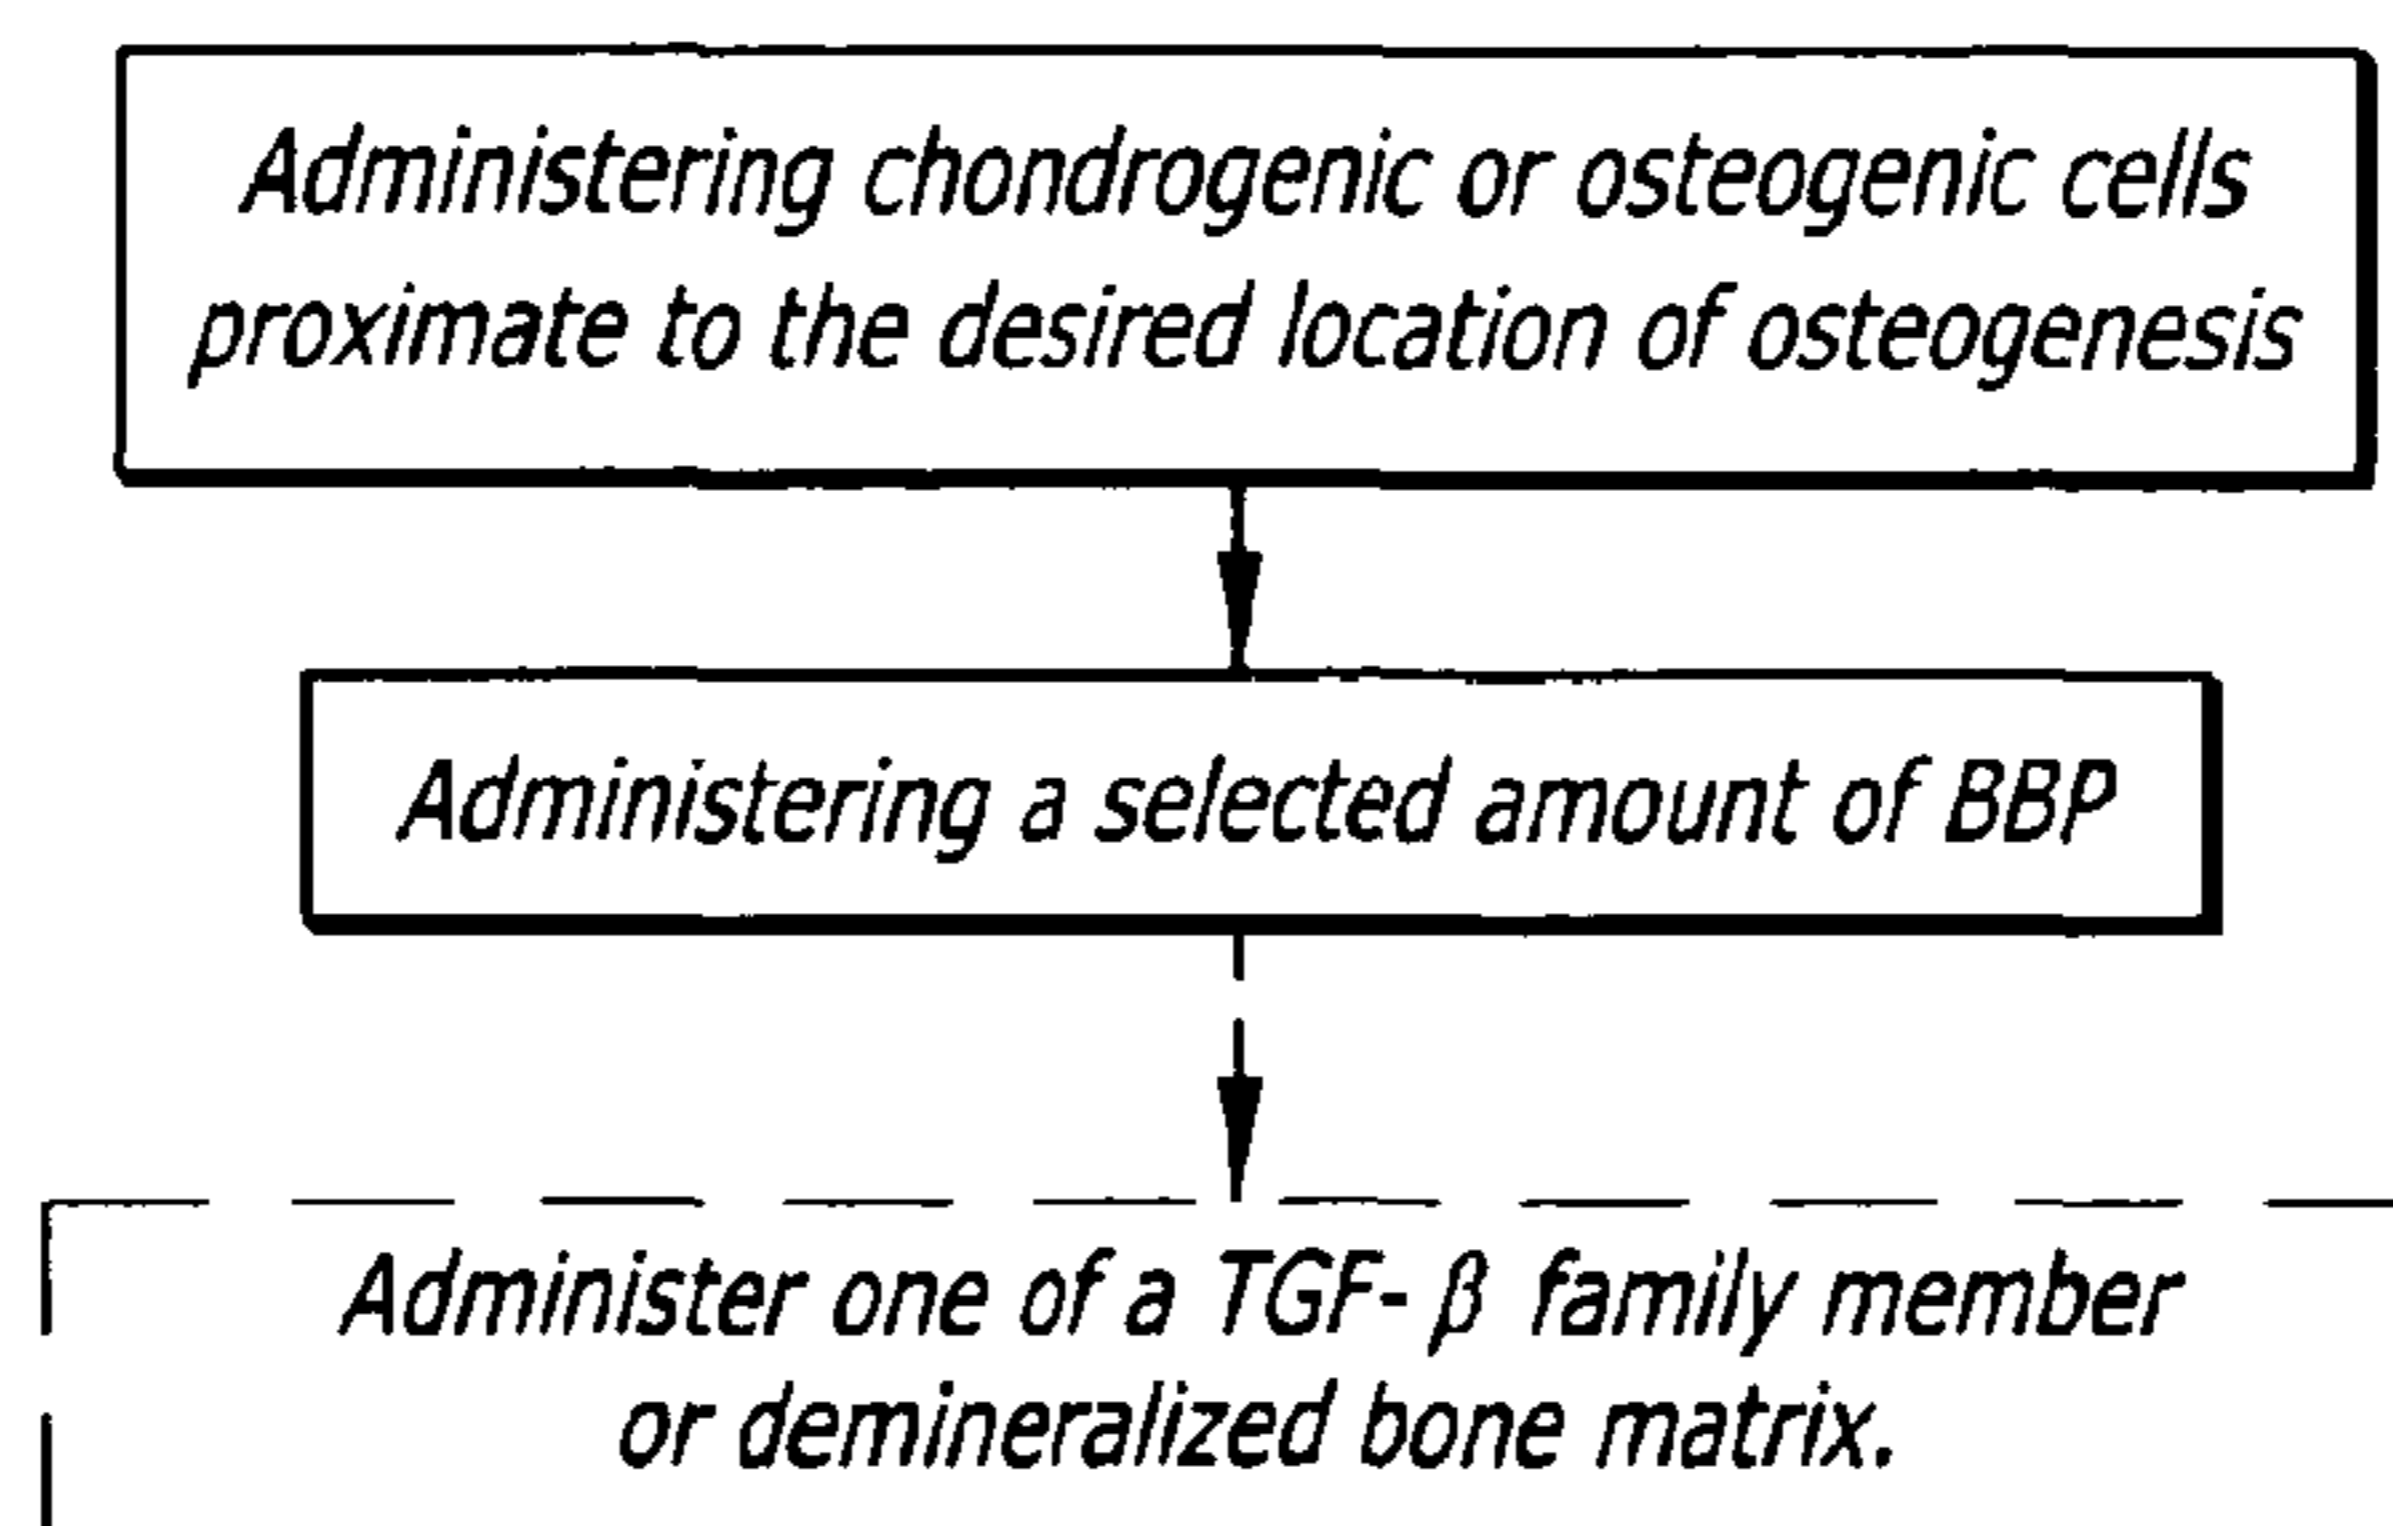 Administering chondrogenic or osteogenic cells
proximate to the desired location of osteogenesis
Administering a selected amount of BBP
Administer one of a TGF- β family member
or demineralized bone matrix.